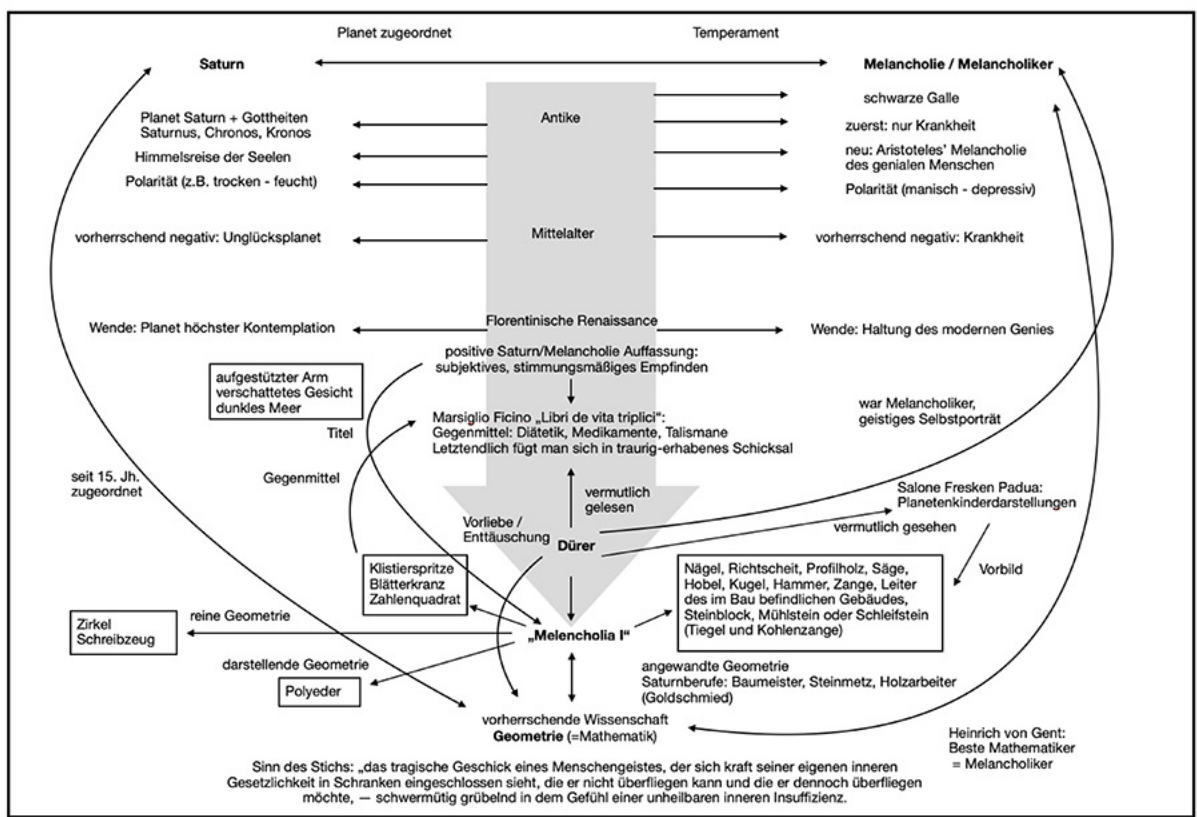 Planet zugeordnet
Temperament
Saturn
Melancholie / Melancholiker
Antike
Planet Saturn + Gottheiten
Saturnus, Chronos, Kronos
Himmelsreise der Seelen
Polarität (z.B. trocken - feucht)
schwarze Galle
zuerst: nur Krankheit
neu: Aristoteles’ Melancholie
des genialen Menschen
Polarität (manisch - depressiv)
Mittelalter
vorherrschend negativ: Unglücksplanet
vorherrschend negativ: Krankheit
Florentinische Renaissance
Wende: Planet höchster Kontemplation
Wende: Haltung des modernen Genies
positive Saturn/Melancholie Auffassung:
subjektives, stimmungsmäßiges Empfinden
aufgestützter Arm
verschattetes Gesicht
dunkles Meer
Titel
Marsiglio Ficino „Libri de vita triplici“:
Gegenmittel: Diätetik, Medikamente, Talismane
Letztendlich fügt man sich in traurig-erhabenes Schicksal
war Melancholiker,
geistiges Selbstporträt
seit 15. Jh.
zugeordnet
Gegenmittel
vermutlich
gelesen
Salone Fresken Padua:
Planetenkinderdarstellungen
vermutlich gesehen
Vorliebe /
Enttäuschung
Dürer
Klistierspritze
Blätterkranz
Zahlenquadrat
Nägel, Richtscheit, Profilholz, Säge,
Hobel, Kugel, Hammer, Zange, Leiter
des im Bau befindlichen Gebäudes,
Steinblock, Mühlstein oder Schleifstein
(Tiegel und Kohlenzange)
Vorbild
Zirkel
Schreibzeug
reine Geometrie
„Melencholia I“
darstellende Geometrie
Polyeder
angewandte Geometrie
Saturnberufe: Baumeister, Steinmetz, Holzarbeiter
(Goldschmied)
vorherrschende Wissenschaft
Geometrie (=Mathematik)
Heinrich von Gent:
Beste Mathematiker
= Melancholiker
Sinn des Stichs: „das tragische Geschick eines Menschengeistes, der sich kraft seiner eigenen inneren
Gesetzlichkeit in Schranken eingeschlossen sieht, die er nicht überfliegen kann und die er dennoch überfliegen
möchte, — schwermütig grübelnd in dem Gefühl einer unheilbaren inneren Insuffizienz.